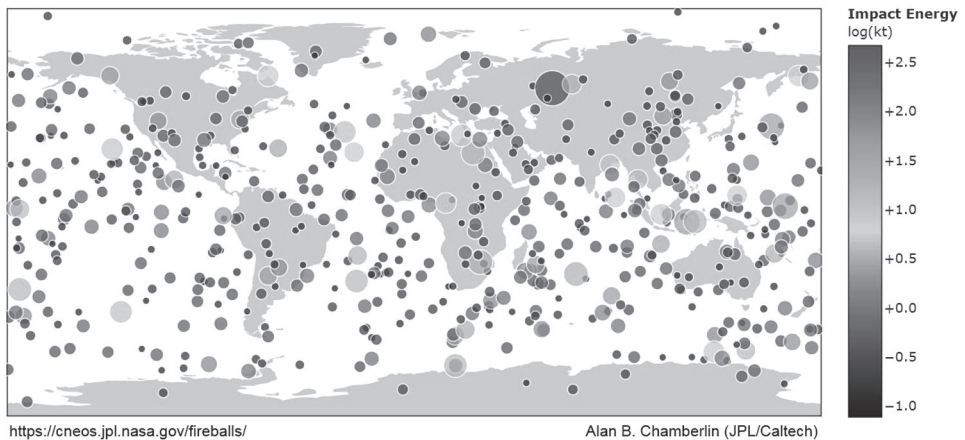 Impact Energy
log(kt)
+2.5
+2.0
+1.5
+1.0
+0.5
+0.0
−0.5
−1.0
https://cneos.jpl.nasa.gov/fireballs/
Alan B. Chamberlin (JPL/Caltech)